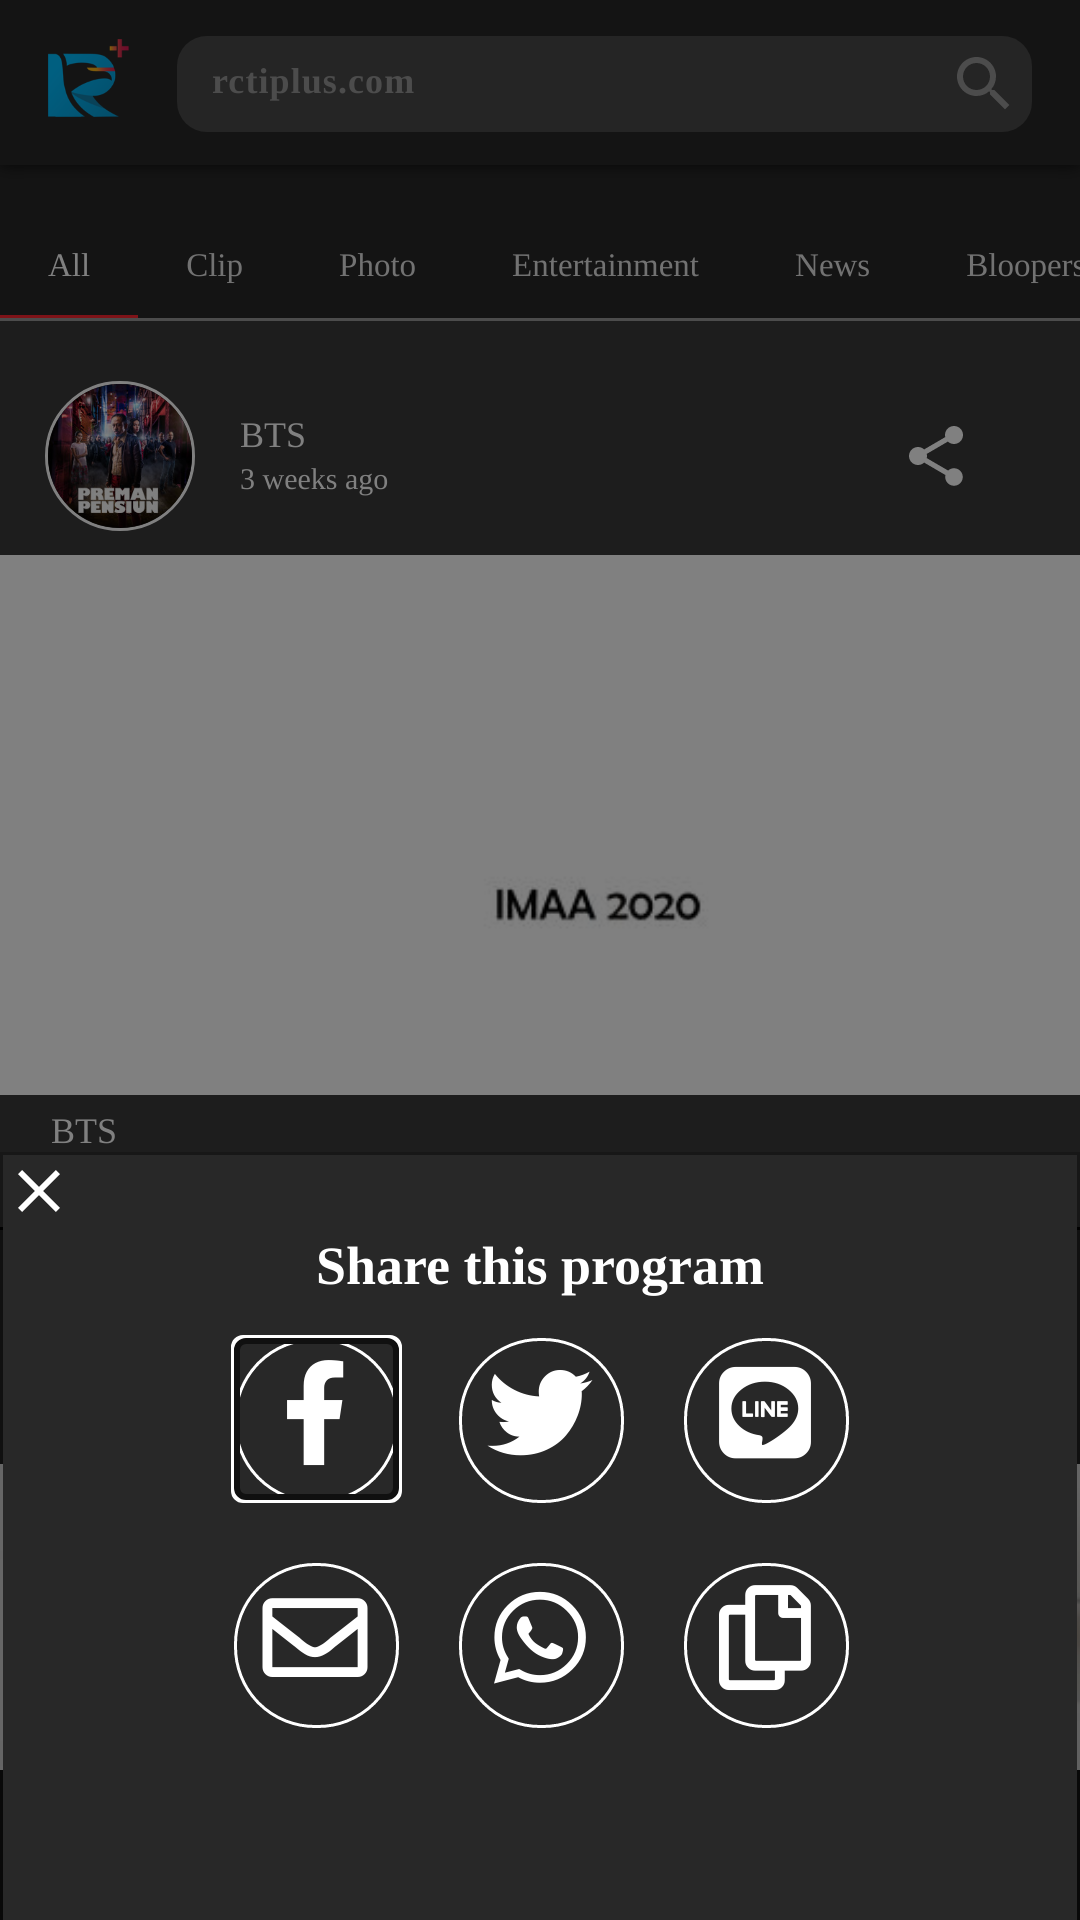 rctiplus.com
All Clip Photo Entertainment News Bloopers
PREMAN
PENSIUN
BTS
3 weeks ago
IMAA 2020
BTS
Share this program
LINE